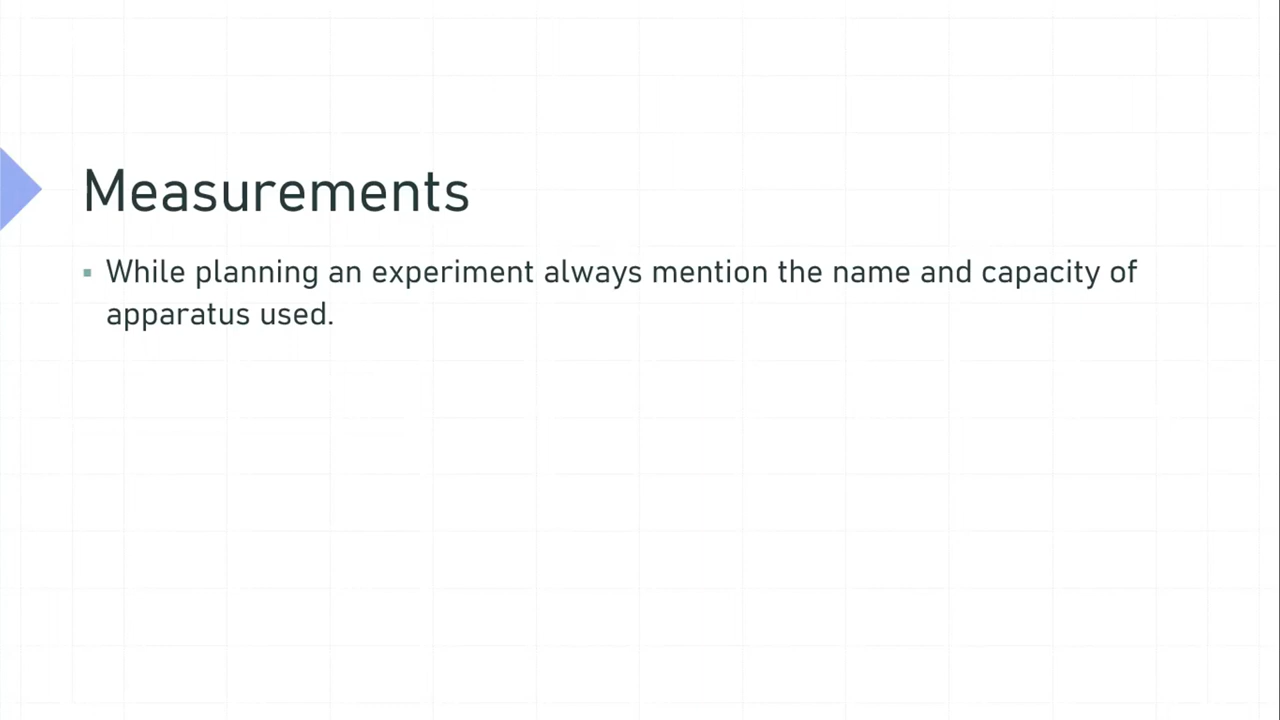 Measurements
▪ While planning an experiment always mention the name and capacity of
apparatus used.